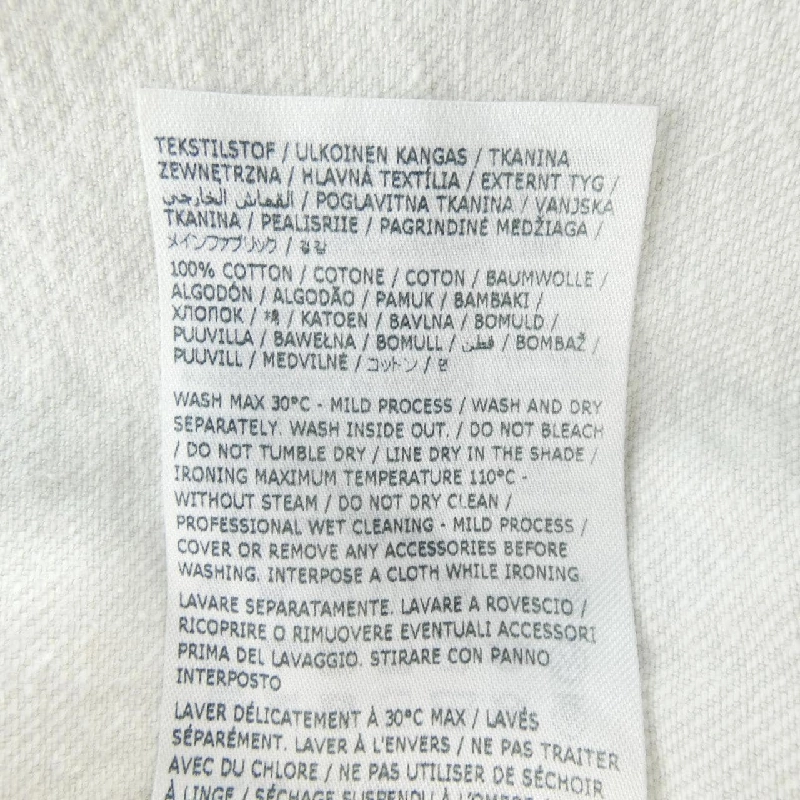 TEKSTILSTOF / ULKOINEN KANGAS / TKANINA
ZEWNĘTRZNA / HLAVNÁ TEXTÍLIA / EXTERNT TYG /
القماش الخارجي / POGLAVITNA TKANINA / VANJSKA
TKANINA / PEALISRIIE / PAGRINDINĖ MEDŽIAGA /
メインファブリック / 겉감
100% COTTON / COTONE / COTON / BAUMWOLLE /
ALGODÓN / ALGODÃO / PAMUK / BAMBAKI /
ХЛОПОК / 棉 / KATOEN / BAVLNA / BOMULD /
PUUVILLA / BAWEŁNA / BOMULL / قطن / BOMBAŽ /
PUUVILL / MEDVILNĖ / コットン / 면
WASH MAX 30°C - MILD PROCESS / WASH AND DRY
SEPARATELY. WASH INSIDE OUT. / DO NOT BLEACH
/ DO NOT TUMBLE DRY / LINE DRY IN THE SHADE /
IRONING MAXIMUM TEMPERATURE 110°C -
WITHOUT STEAM / DO NOT DRY CLEAN /
PROFESSIONAL WET CLEANING - MILD PROCESS /
COVER OR REMOVE ANY ACCESSORIES BEFORE
WASHING. INTERPOSE A CLOTH WHILE IRONING
LAVARE SEPARATAMENTE. LAVARE A ROVESCIO /
RICOPRIRE O RIMUOVERE EVENTUALI ACCESSORI
PRIMA DEL LAVAGGIO. STIRARE CON PANNO
INTERPOSTO
LAVER DÉLICATEMENT À 30°C MAX / LAVÉS
SÉPARÉMENT. LAVER À L'ENVERS / NE PAS TRAITER
AVEC DU CHLORE / NE PAS UTILISER DE SÉCHOIR
À LINGE / SÉCHAGE SUSPENDU À L'OMBRE